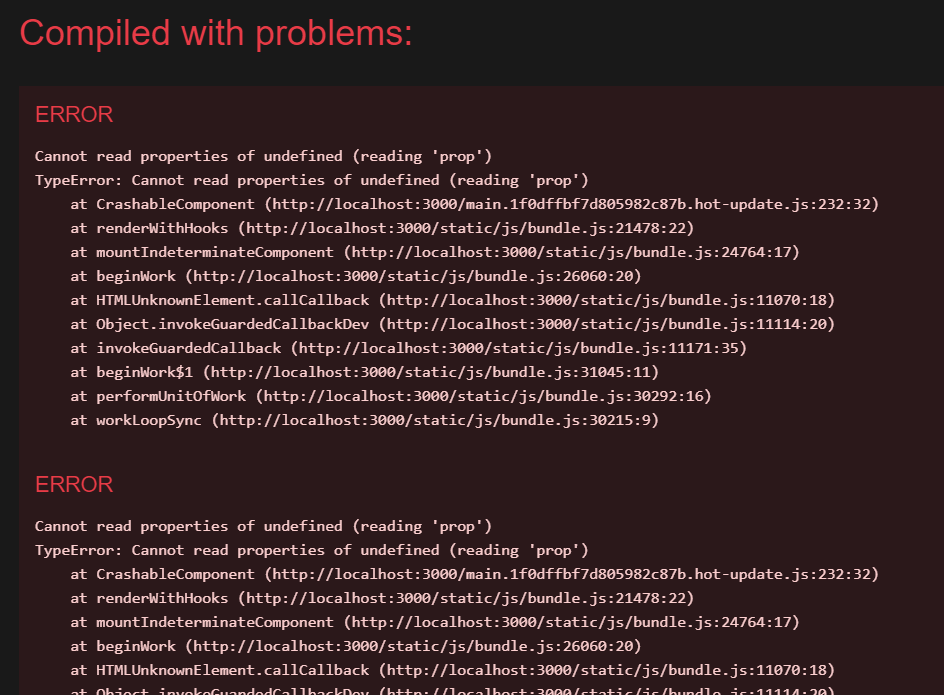 Compiled with problems:
ERROR
Cannot read properties of undefined (reading 'prop')
TypeError: Cannot read properties of undefined (reading 'prop')
at CrashableComponent (http://localhost:3000/main.1f0dffbf7d805982c87b.hot-update.js:232:32)
at renderWithHooks (http://localhost:3000/static/js/bundle.js:21478:22)
at mountIndeterminateComponent (http://localhost:3000/static/js/bundle.js:24764:17)
at beginWork (http://localhost:3000/static/js/bundle.js:26060:20)
at HTMLUnknownElement.callCallback (http://localhost:3000/static/js/bundle.js:11070:18)
at Object.invokeGuardedCallbackDev (http://localhost:3000/static/js/bundle.js:11114:20)
at invokeGuardedCallback (http://localhost:3000/static/js/bundle.js:11171:35)
at beginWork$1 (http://localhost:3000/static/js/bundle.js:31045:11)
at performUnitOfWork (http://localhost:3000/static/js/bundle.js:30292:16)
at workLoopSync (http://localhost:3000/static/js/bundle.js:30215:9)
ERROR
Cannot read properties of undefined (reading 'prop')
TypeError: Cannot read properties of undefined (reading 'prop')
at CrashableComponent (http://localhost:3000/main.1f0dffbf7d805982c87b.hot-update.js:232:32)
at renderWithHooks (http://localhost:3000/static/js/bundle.js:21478:22)
at mountIndeterminateComponent (http://localhost:3000/static/js/bundle.js:24764:17)
at beginWork (http://localhost:3000/static/js/bundle.js:26060:20)
at HTMLUnknownElement.callCallback (http://localhost:3000/static/js/bundle.js:11070:18)
at Object.invokeGuardedCallbackDev (http://localhost:3000/static/js/bundle.js:11114:20)